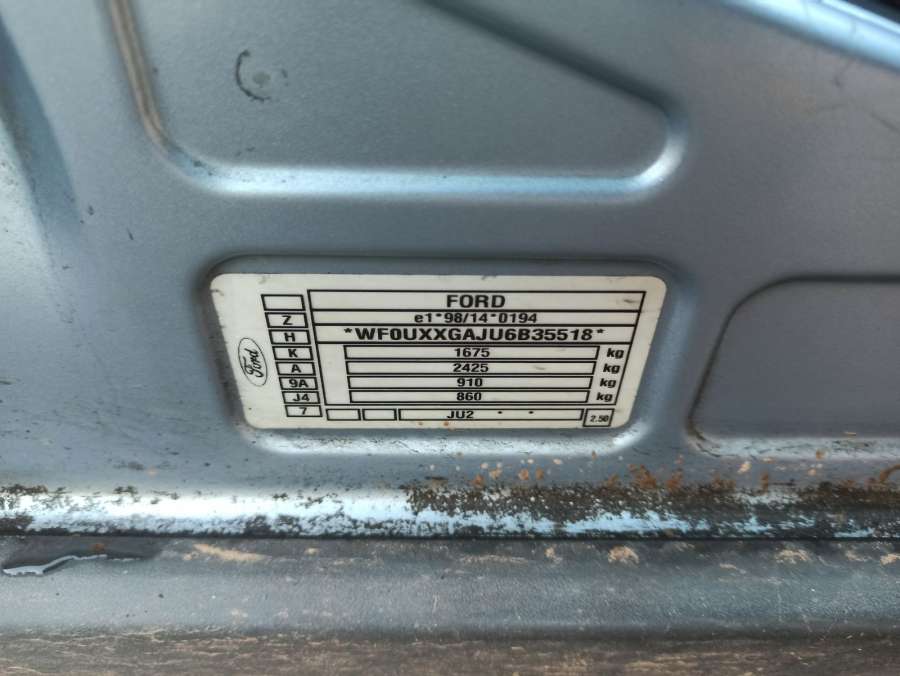 FORD
e1*98/14*0194
Z
*WF0UXXGAJU6B35518*
H
K 1675 kg
A 2425 kg
9A 910 kg
J4 860 kg
7 JU2 * * 2.50
Ford